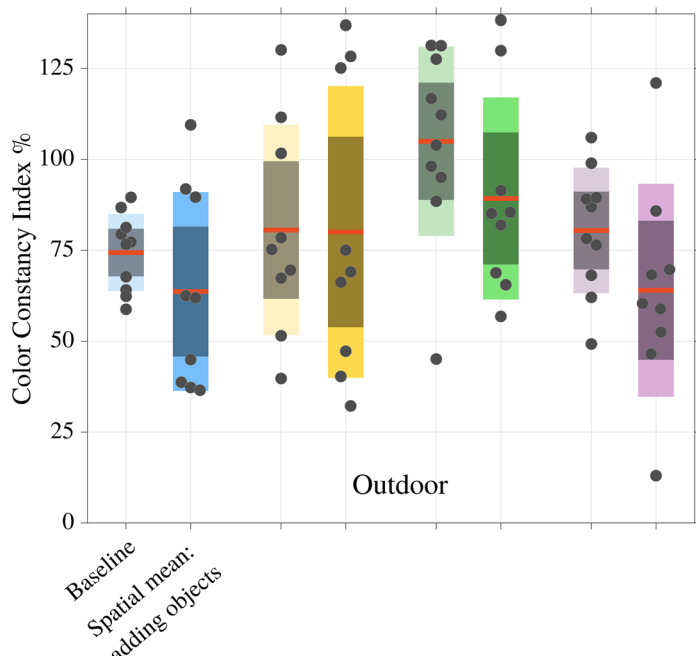 Color Constancy Index %
125
100
75
50
25
0
Outdoor
Baseline
Spatial mean:
adding objects